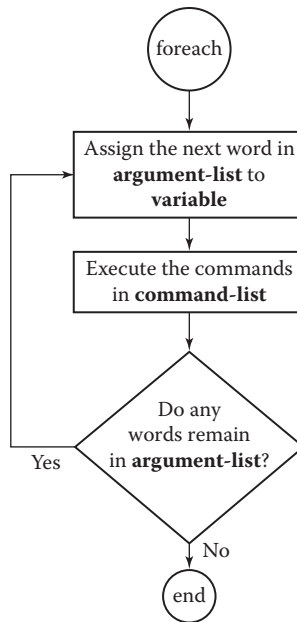 foreach
Assign the next word in
argument-list to
variable
Execute the commands
in command-list
Do any
words remain
in argument-list?
Yes
No
end